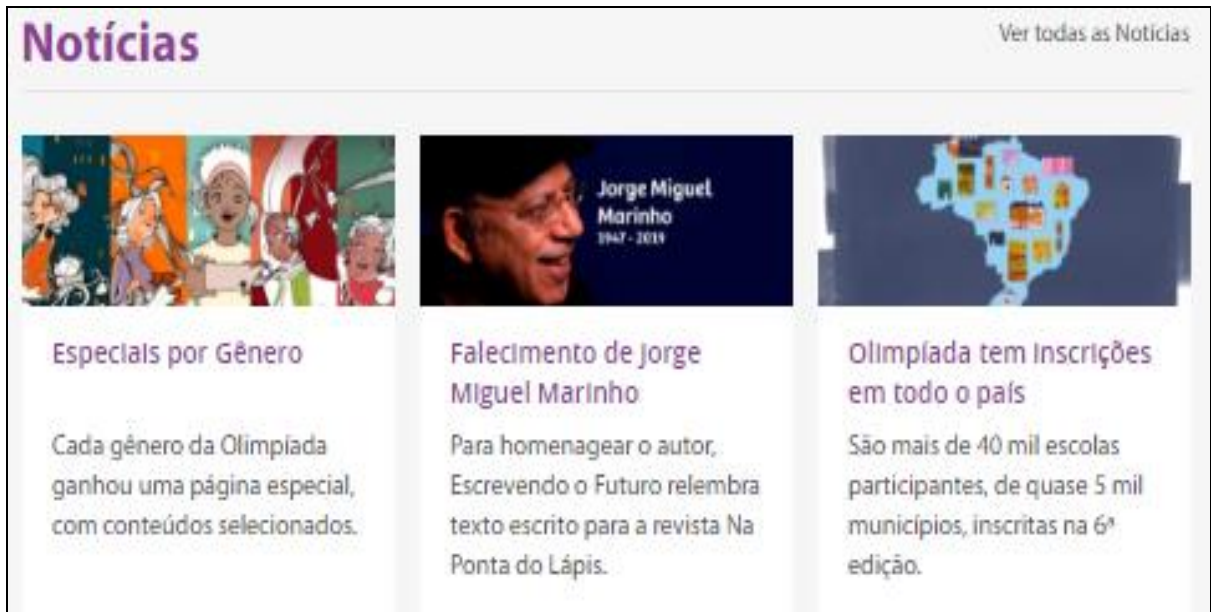 Notícias
Ver todas as Notícias
Jorge Miguel
Marinho
1947 - 2019
Especiais por Gênero
Cada gênero da Olimpíada
ganhou uma página especial,
com conteúdos selecionados.
Falecimento de Jorge
Miguel Marinho
Para homenagear o autor,
Escrevendo o Futuro relembra
texto escrito para a revista Na
Ponta do Lápis.
Olimpíada tem inscrições
em todo o país
São mais de 40 mil escolas
participantes, de quase 5 mil
municípios, inscritas na 6ª
edição.